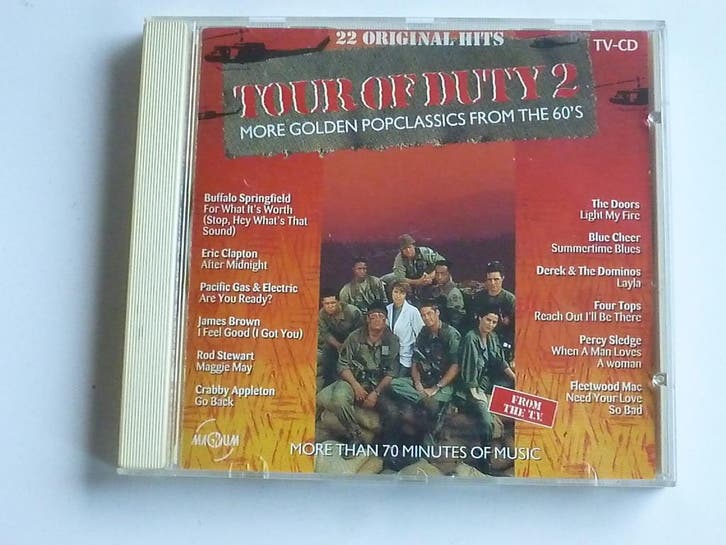 22 ORIGINAL HITS
TV-CD
TOUR OF DUTY 2
MORE GOLDEN POPCLASSICS FROM THE 60'S
Buffalo Springfield
For What It's Worth
(Stop, Hey What's That
Sound)
Eric Clapton
After Midnight
Pacific Gas & Electric
Are You Ready?
James Brown
I Feel Good (I Got You)
Rod Stewart
Maggie May
Crabby Appleton
Go Back
The Doors
Light My Fire
Blue Cheer
Summertime Blues
Derek & The Dominos
Layla
Four Tops
Reach Out I'll Be There
Percy Sledge
When A Man Loves
A woman
Fleetwood Mac
Need Your Love
So Bad
FROM
THE T.V.
MAGNUM
MORE THAN 70 MINUTES OF MUSIC